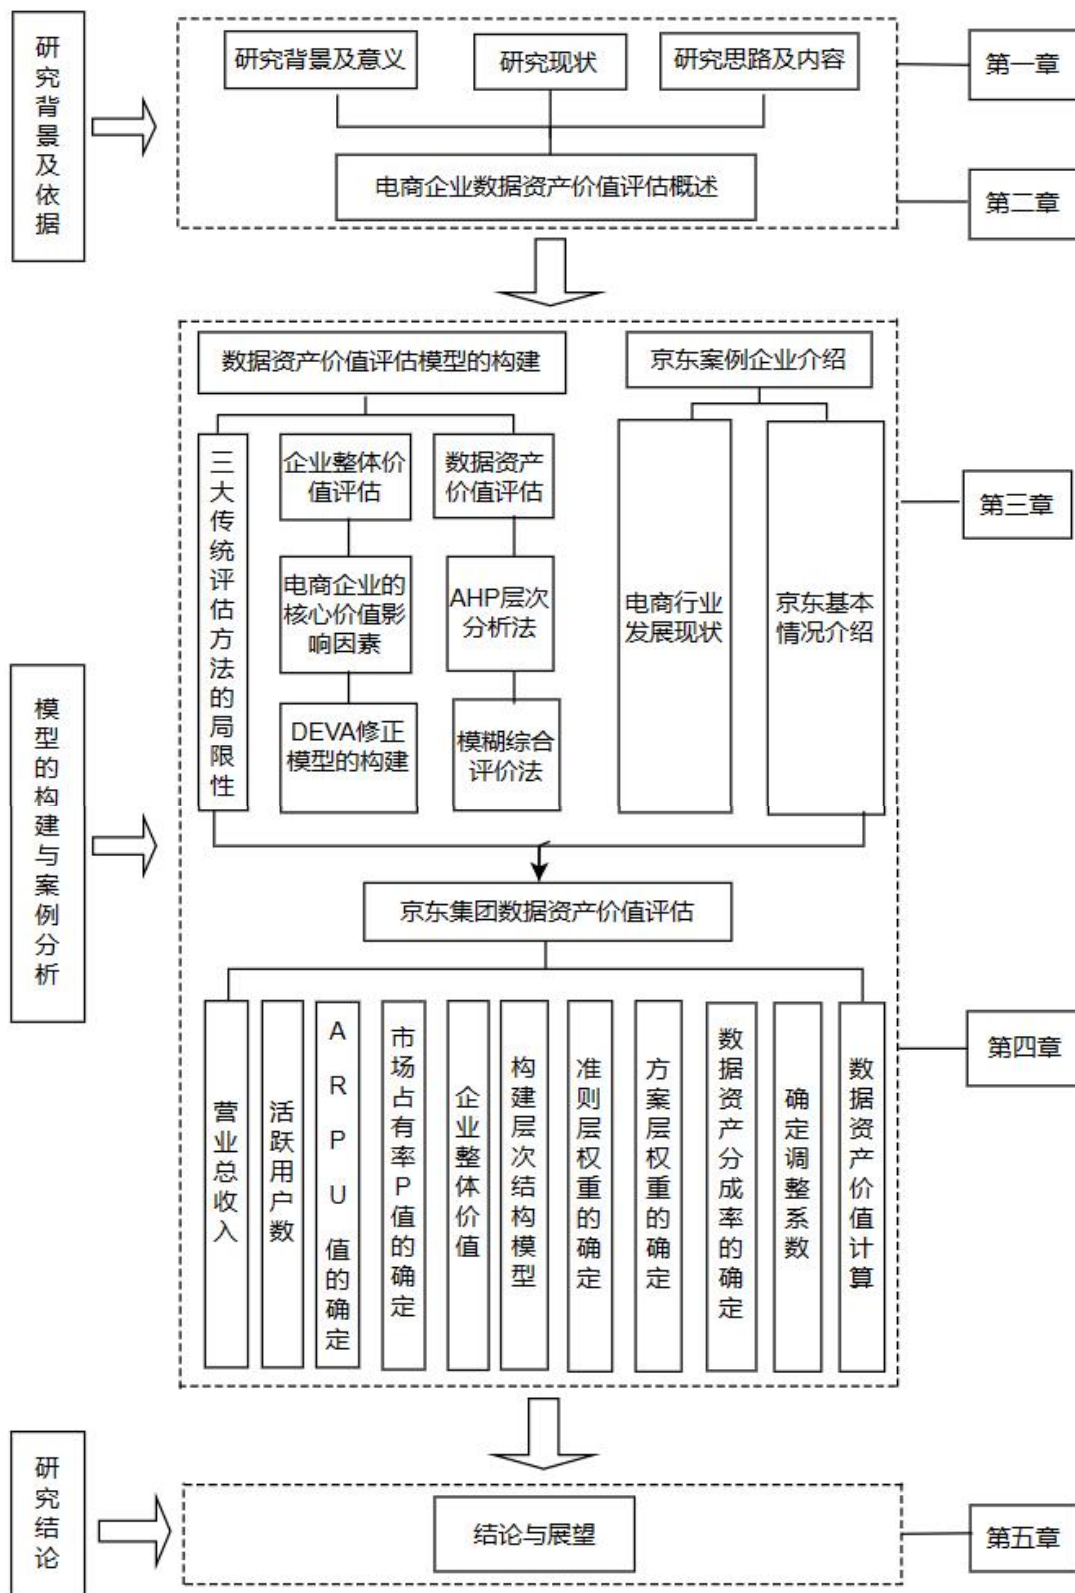 研究背景及依据
研究背景及意义
研究现状
研究思路及内容
第一章
电商企业数据资产价值评估概述
第二章
数据资产价值评估模型的构建
京东案例企业介绍
三大传统评估方法的局限性
企业整体价
值评估
数据资产
价值评估
电商企业的
核心价值影
响因素
AHP层次
分析法
DEVA修正
模型的构建
模糊综合
评价法
电商行业
发展现状
京东基本
情况介绍
第三章
模型的构建与案例分析
京东集团数据资产价值评估
营业总收入
活跃用户数
ARPU值的确定
市场占有率P值的确定
企业整体价值
构建层次结构模型
准则层权重的确定
方案层权重的确定
数据资产分成率的确定
确定调整系数
数据资产价值计算
第四章
研究结论
结论与展望
第五章